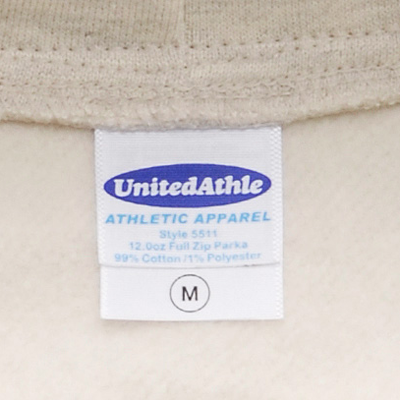 UnitedAthle
ATHLETIC APPAREL
Style 5511
12.0oz Full Zip Parka
99% Cotton /1% Polyester
M